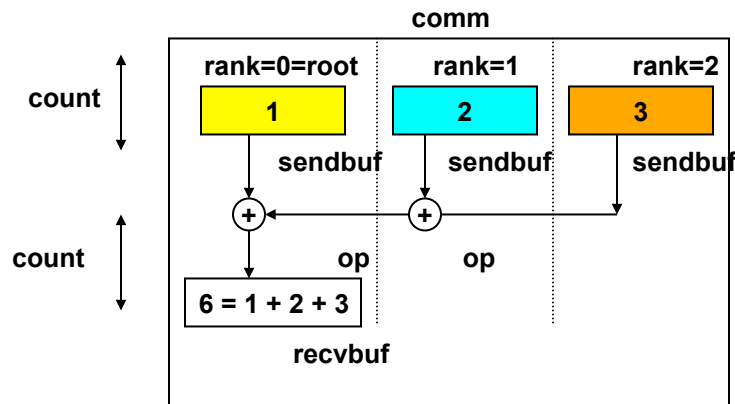 comm
rank=0=root rank=1 rank=2
count
1 2 3
sendbuf sendbuf sendbuf
+ +
count
op op
6 = 1 + 2 + 3
recvbuf